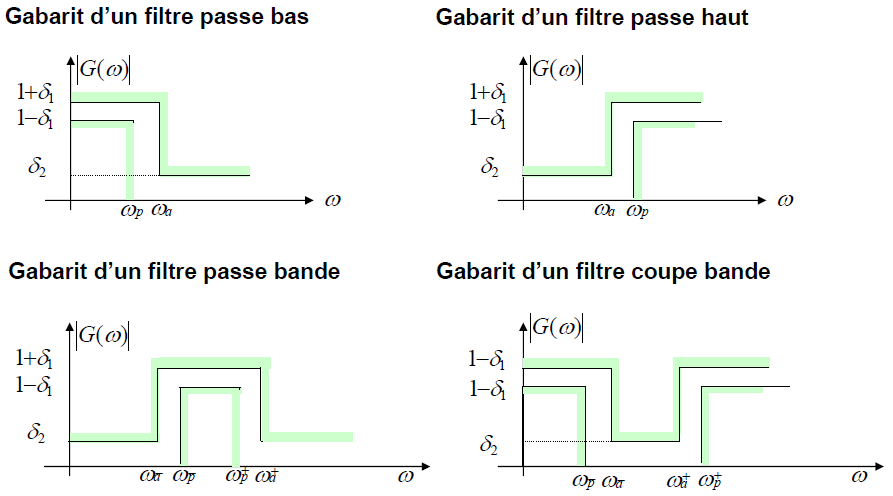 Gabarit d’un filtre passe bas
|G(ω)|
1+δ₁
1−δ₁
δ₂
ωp ωa ω
Gabarit d’un filtre passe haut
|G(ω)|
1+δ₁
1−δ₁
δ₂
ωa ωp ω
Gabarit d’un filtre passe bande
|G(ω)|
1+δ₁
1−δ₁
δ₂
ωa⁻ ωp⁻ ωp⁺ ωa⁺ ω
Gabarit d’un filtre coupe bande
|G(ω)|
1−δ₁
1−δ₁
δ₂
ωp⁻ ωa⁻ ωa⁺ ωp⁺ ω